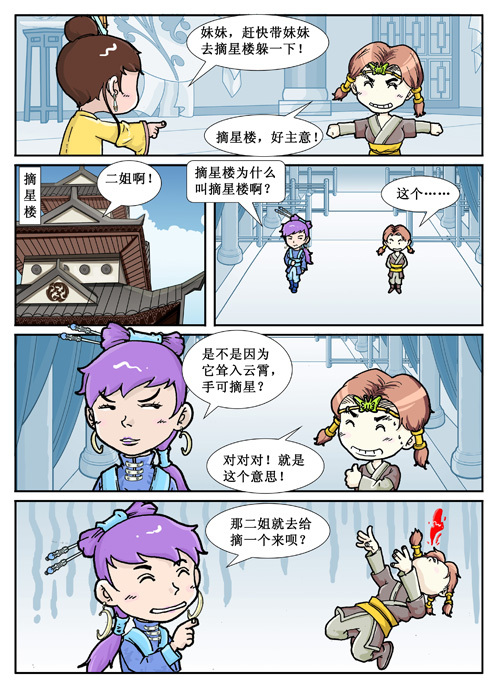 妹妹，赶快带妹妹
去摘星楼躲一下！
摘星楼，好主意！
摘星楼
二姐啊！
摘星楼为什么
叫摘星楼啊？
这个……
是不是因为
它耸入云霄，
手可摘星？
对对对！就是
这个意思！
那二姐就去给
摘一个来呗？